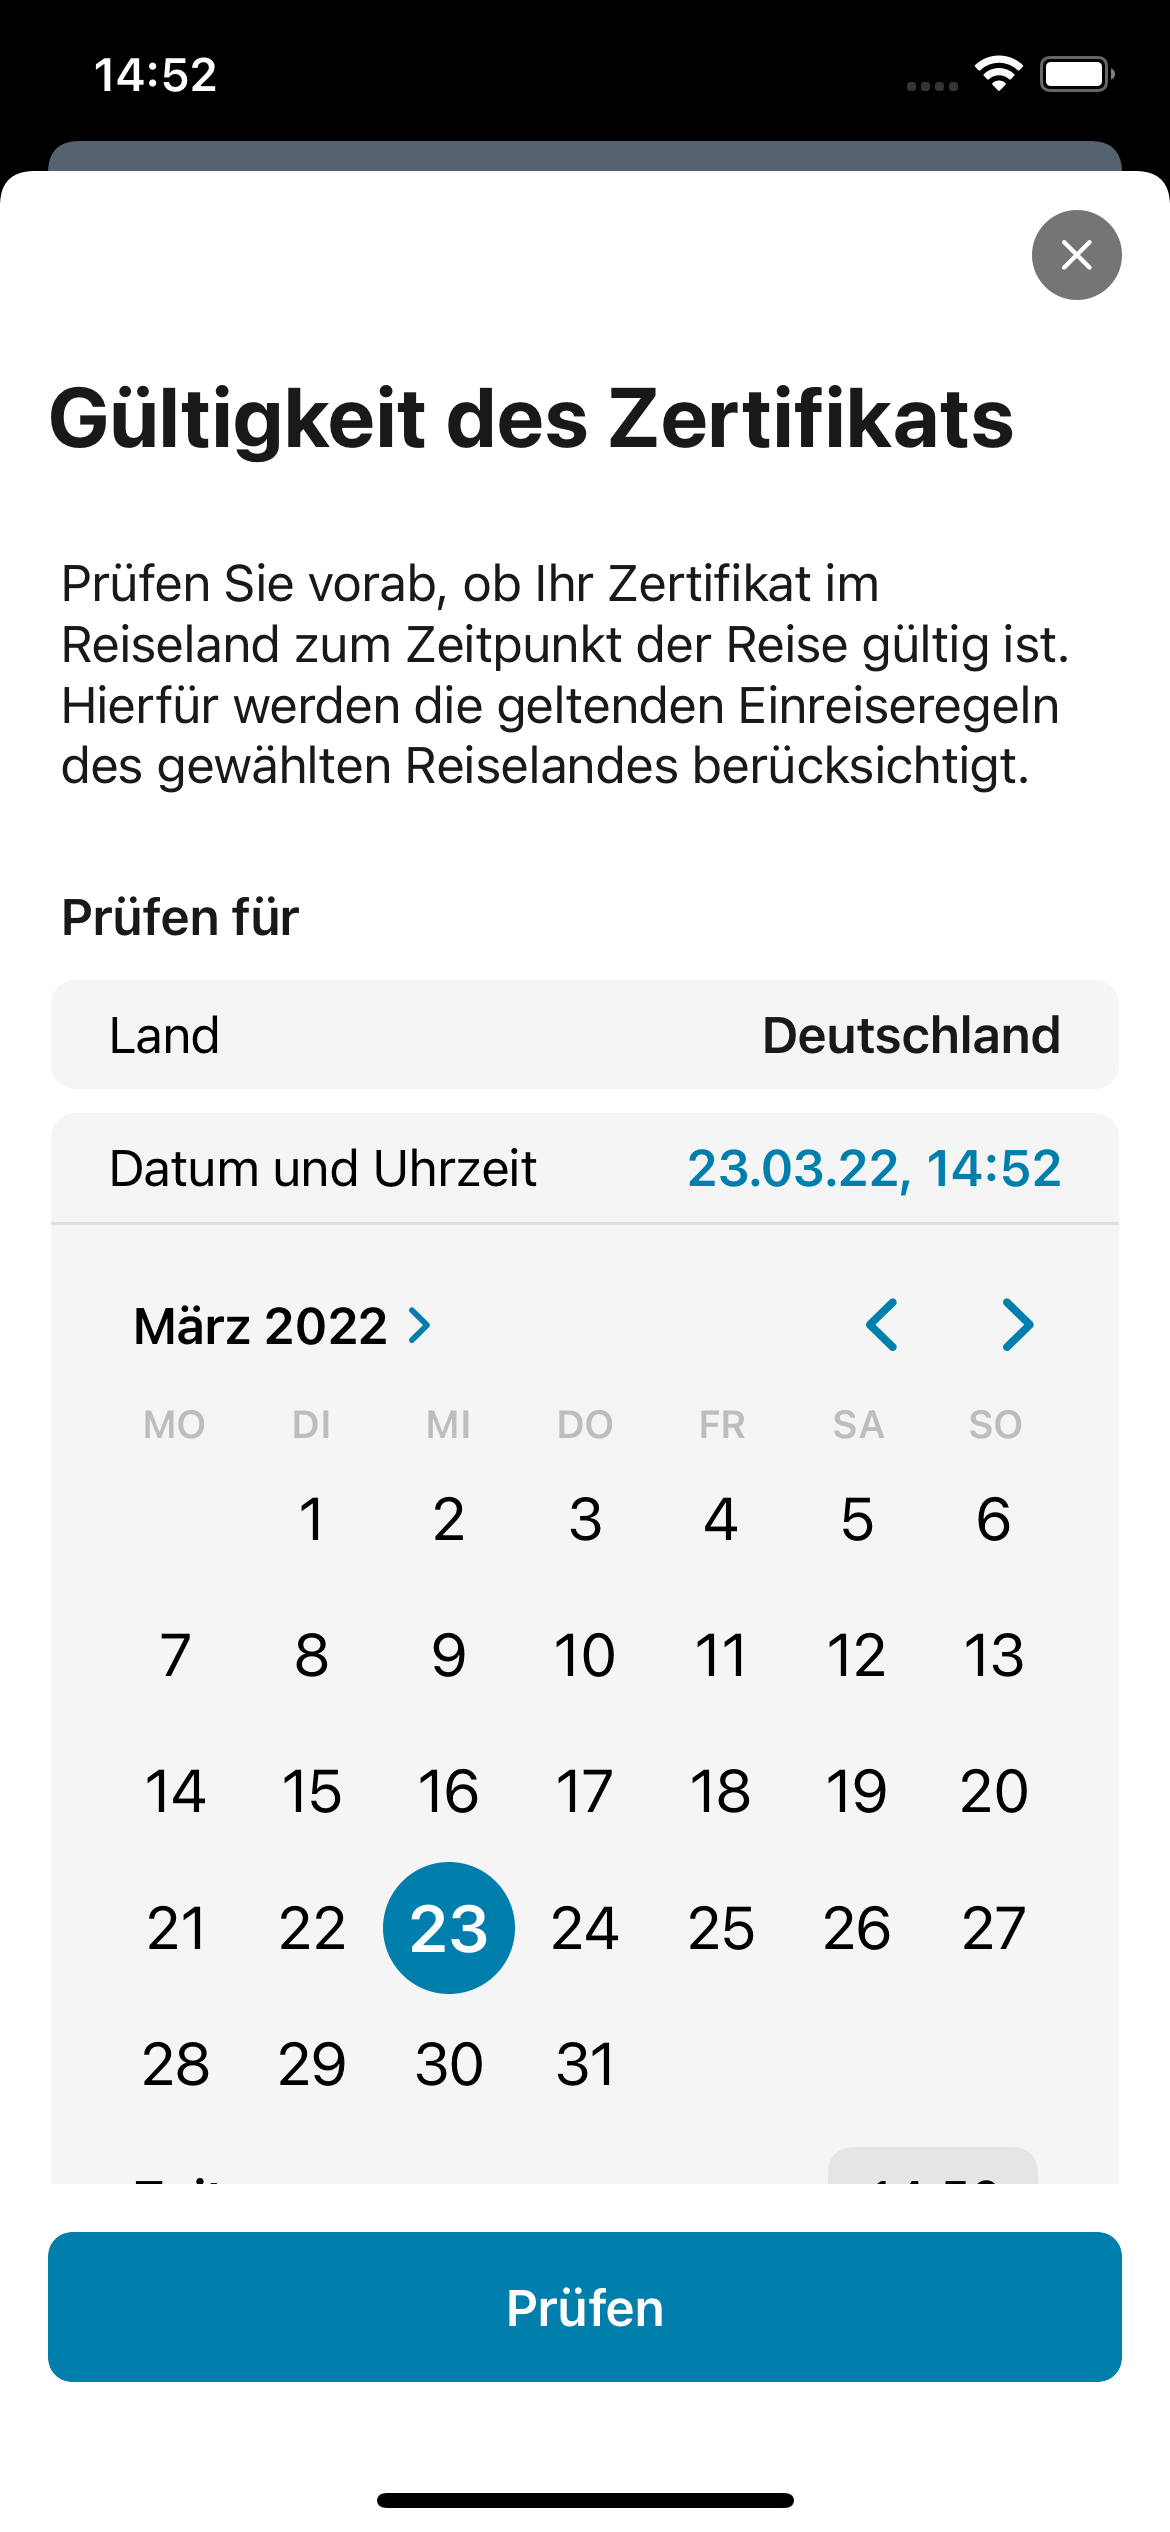 14:52
Gültigkeit des Zertifikats
Prüfen Sie vorab, ob Ihr Zertifikat im
Reiseland zum Zeitpunkt der Reise gültig ist.
Hierfür werden die geltenden Einreiseregeln
des gewählten Reiselandes berücksichtigt.
Prüfen für
Land Deutschland
Datum und Uhrzeit 23.03.22, 14:52
März 2022
MO DI MI DO FR SA SO
1 2 3 4 5 6
7 8 9 10 11 12 13
14 15 16 17 18 19 20
21 22 23 24 25 26 27
28 29 30 31
Prüfen